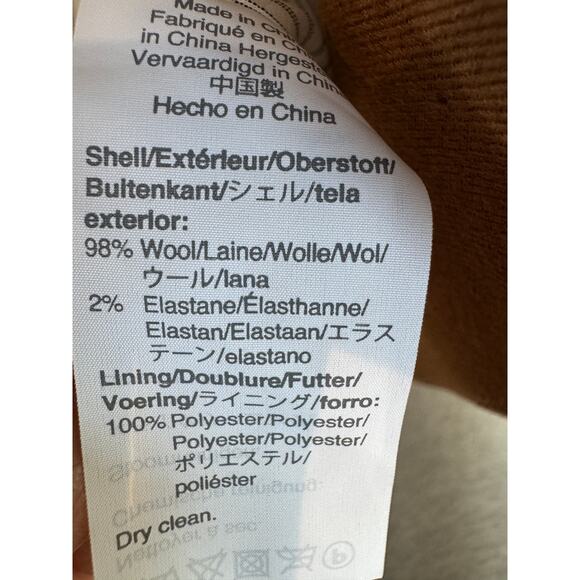 Made in
Fabriqué en
in China
Vervaardigd in
中国製
Hecho en China
Shell/Extérieur/Oberstoff/
Buitenkant/シェル/tela
exterior:
98% Wool/Laine/Wolle/Wol/
ウール/lana
2% Elastane/Élasthanne/
Elastan/Elastaan/エラス
テーン/elastano
Lining/Doublure/Futter/
Voering/ライニング/forro:
100% Polyester/Polyester/
Polyester/Polyester/
ポリエステル/
poliéster
Dry clean.